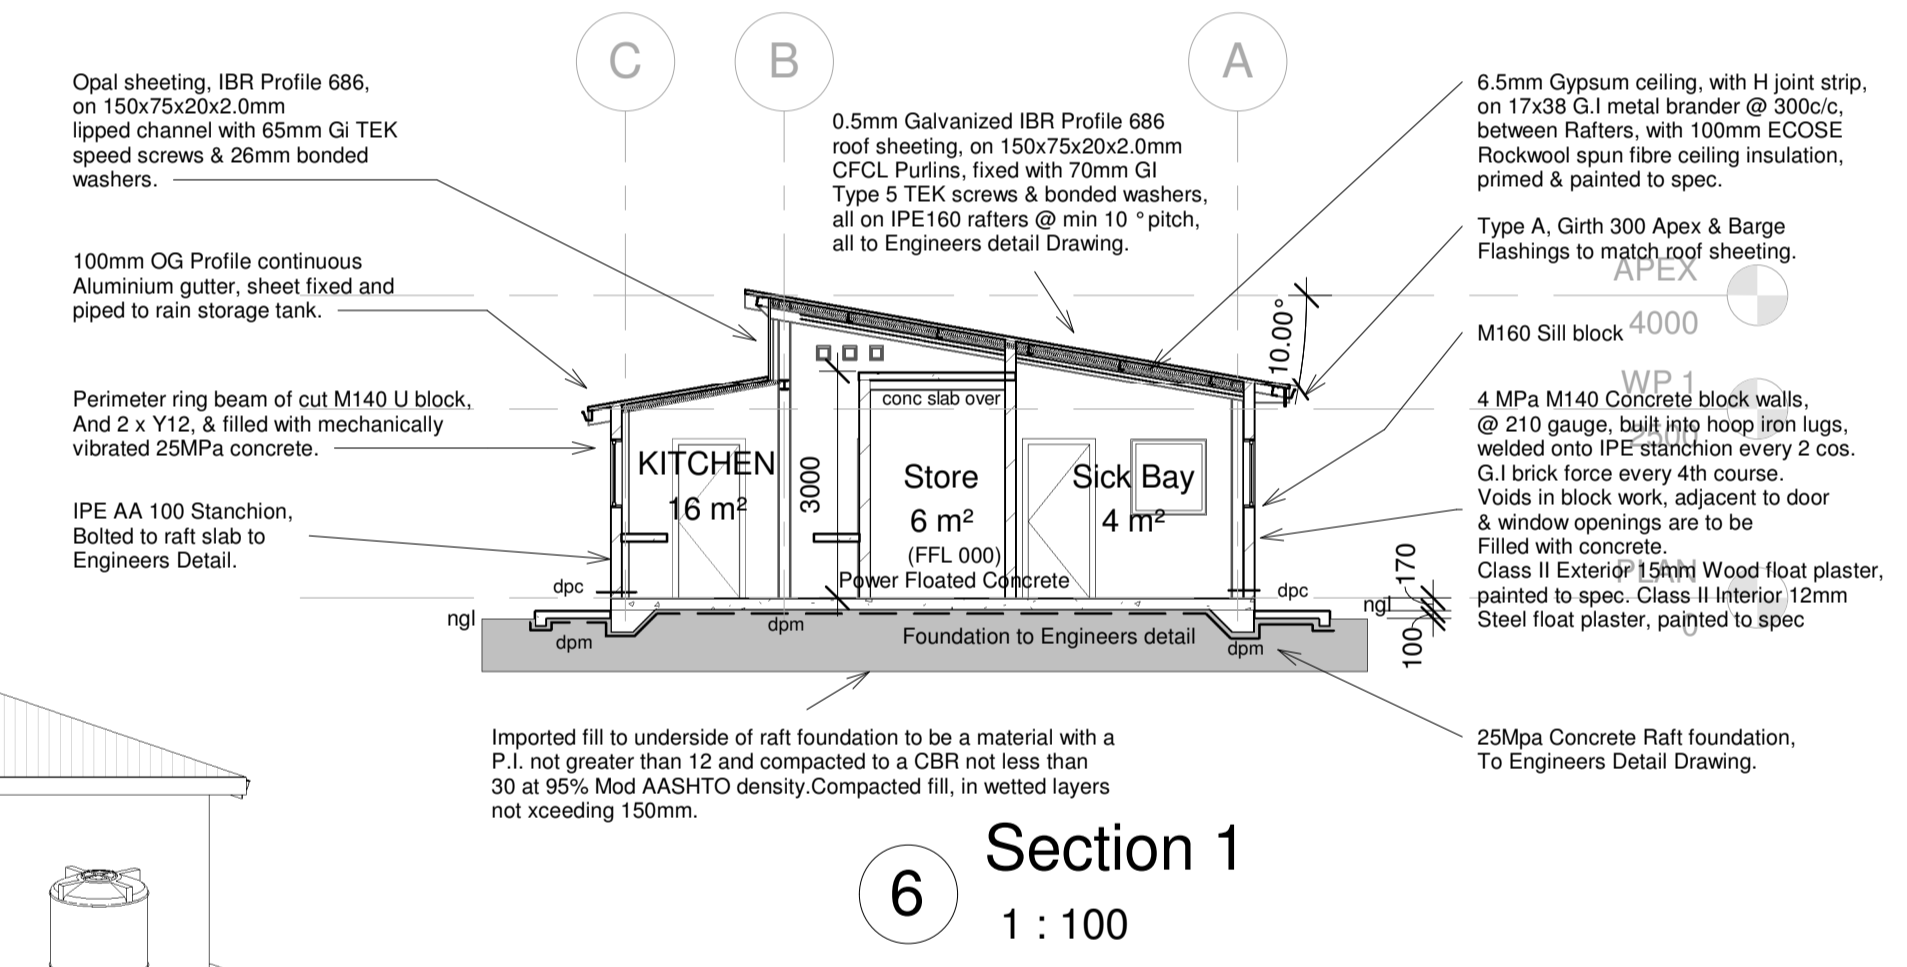 C
B
A
Opal sheeting, IBR Profile 686,
on 150x75x20x2.0mm
lipped channel with 65mm Gi TEK
speed screws & 26mm bonded
washers.
100mm OG Profile continuous
Aluminium gutter, sheet fixed and
piped to rain storage tank.
Perimeter ring beam of cut M140 U block,
And 2 x Y12, & filled with mechanically
vibrated 25MPa concrete.
IPE AA 100 Stanchion,
Bolted to raft slab to
Engineers Detail.
0.5mm Galvanized IBR Profile 686
roof sheeting, on 150x75x20x2.0mm
CFCL Purlins, fixed with 70mm GI
Type 5 TEK screws & bonded washers,
all on IPE160 rafters @ min 10 °pitch,
all to Engineers detail Drawing.
6.5mm Gypsum ceiling, with H joint strip,
on 17x38 G.I metal brander @ 300c/c,
between Rafters, with 100mm ECOSE
Rockwool spun fibre ceiling insulation,
primed & painted to spec.
Type A, Girth 300 Apex & Barge
Flashings to match roof sheeting.
APEX
4000
M160 Sill block
WP 1
2500
4 MPa M140 Concrete block walls,
@ 210 gauge, built into hoop iron lugs,
welded onto IPE stanchion every 2 cos.
G.I brick force every 4th course.
Voids in block work, adjacent to door
& window openings are to be
Filled with concrete.
Class II Exterior 15mm Wood float plaster,
painted to spec. Class II Interior 12mm
Steel float plaster, painted to spec
PLAN
0
10.00°
conc slab over
KITCHEN
16 m²
3000
Store
6 m²
(FFL 000)
Power Floated Concrete
Sick Bay
4 m²
dpc
dpc
ngl
ngl
170
100
dpm
dpm
dpm
Foundation to Engineers detail
Imported fill to underside of raft foundation to be a material with a
P.I. not greater than 12 and compacted to a CBR not less than
30 at 95% Mod AASHTO density.Compacted fill, in wetted layers
not xceeding 150mm.
25Mpa Concrete Raft foundation,
To Engineers Detail Drawing.
6
Section 1
1 : 100